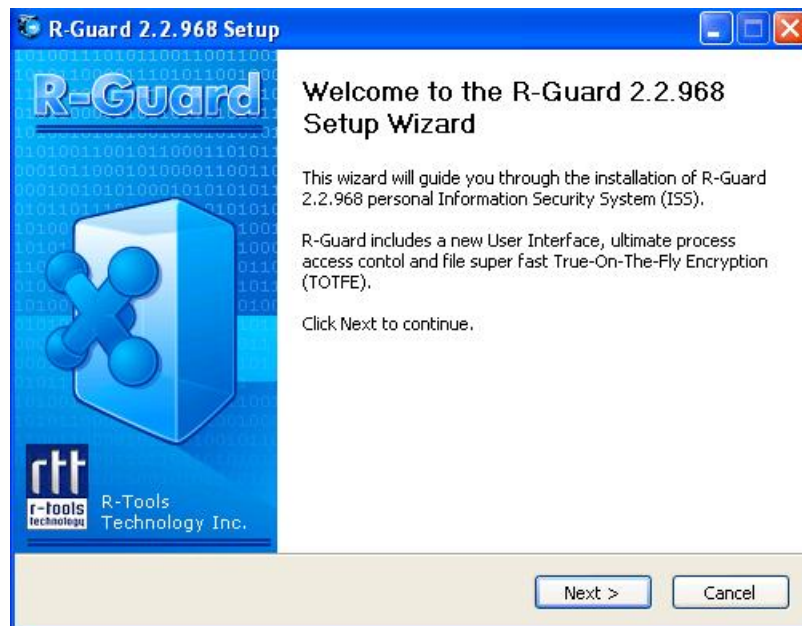 R-Guard 2.2.968 Setup
R-Guard
Welcome to the R-Guard 2.2.968
Setup Wizard
This wizard will guide you through the installation of R-Guard
2.2.968 personal Information Security System (ISS).
R-Guard includes a new User Interface, ultimate process
access contol and file super fast True-On-The-Fly Encryption
(TOTFE).
Click Next to continue.
rtt
r-tools
technology
R-Tools
Technology Inc.
Next >
Cancel